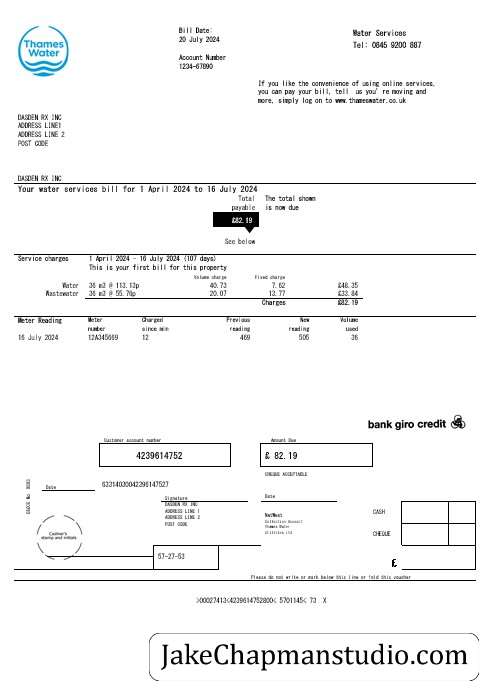 Thames
Water
Bill Date:
20 July 2024
Account Number
1234-67890
Water Services
Tel: 0845 9200 887
If you like the convenience of using online services,
you can pay your bill, tell us you're moving and
more, simply log on to www.thameswater.co.uk
DASDEN RX INC
ADDRESS LINE1
ADDRESS LINE 2
POST CODE
DASDEN RX INC
Your water services bill for 1 April 2024 to 16 July 2024
Total payable
The total shown is now due
£82.19
See below
Service charges 1 April 2024 - 16 July 2024 (107 days)
This is your first bill for this property
Volume charge Fixed charge
Water 36 m3 @ 113.13p 40.73 7.62 £48.35
Wastewater 36 m3 @ 55.76p 20.07 13.77 £33.84
Charges £82.19
Meter Reading Meter number Charged since min Previous reading New reading Volume used
16 July 2024 12A345669 12 469 505 36
bank giro credit
Customer account number
4239614752
Amount Due
£ 82.19
CHEQUE ACCEPTABLE
63314030042396147527
Date
Signature
DASDEN RX INC
ADDRESS LINE 1
ADDRESS LINE 2
POST CODE
Date
NatWest
Collection Account
Thames Water
CASH
CHEQUE
£
Cashier's
stamp and initials
57-27-53
Please do not write or mark below this line or fold this voucher
JakeChapmanstudio.com